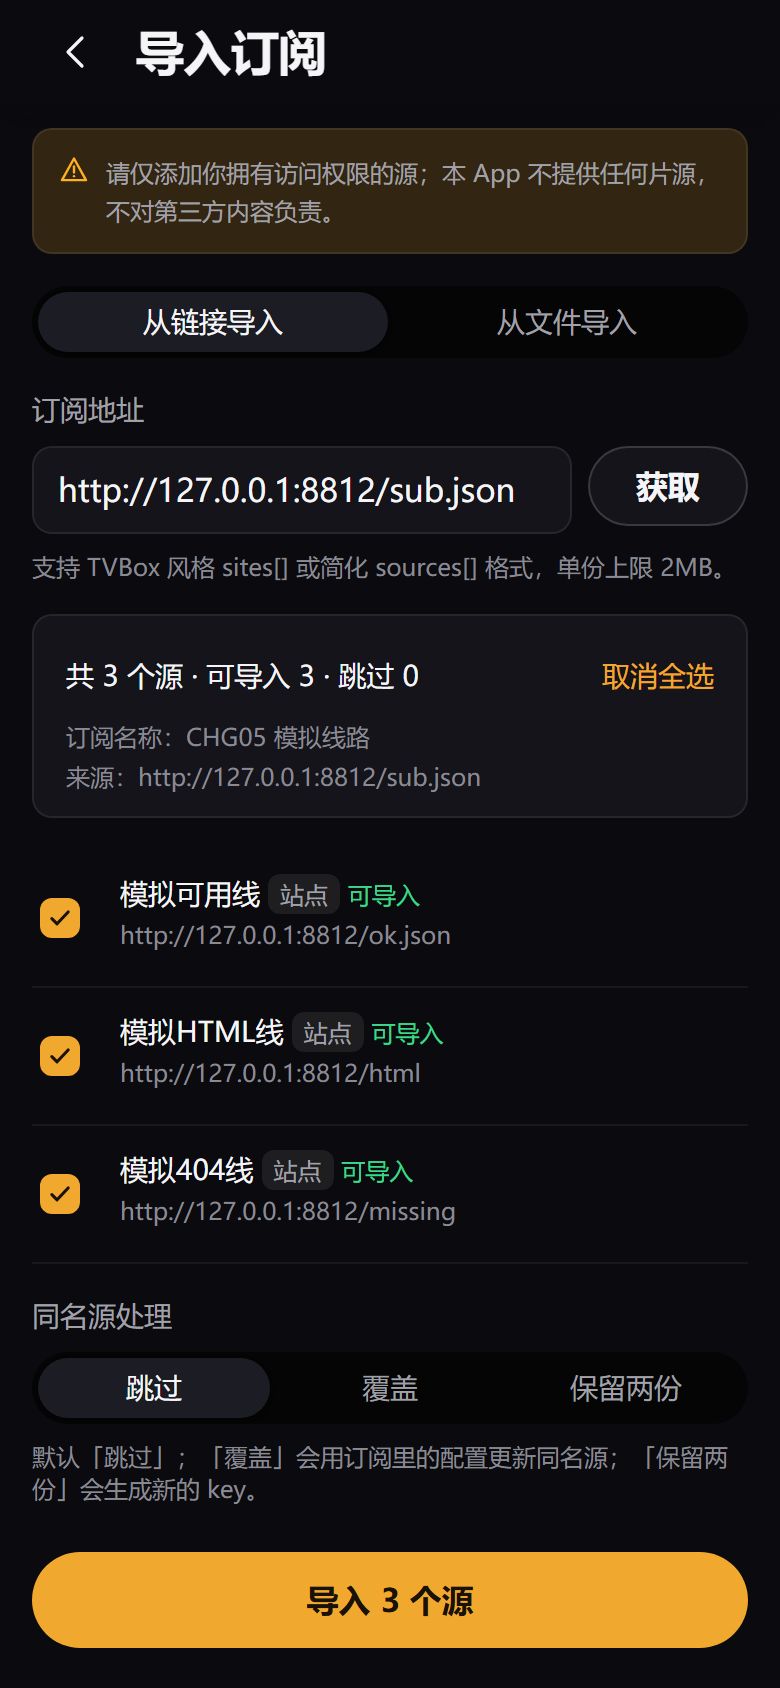 导入订阅
请仅添加你拥有访问权限的源；本 App 不提供任何片源，
不对第三方内容负责。
从链接导入
从文件导入
订阅地址
http://127.0.0.1:8812/sub.json
获取
支持 TVBox 风格 sites[] 或简化 sources[] 格式，单份上限 2MB。
共 3 个源 · 可导入 3 · 跳过 0
取消全选
订阅名称：CHG05 模拟线路
来源：http://127.0.0.1:8812/sub.json
模拟可用线 站点 可导入
http://127.0.0.1:8812/ok.json
模拟HTML线 站点 可导入
http://127.0.0.1:8812/html
模拟404线 站点 可导入
http://127.0.0.1:8812/missing
同名源处理
跳过
覆盖
保留两份
默认「跳过」；「覆盖」会用订阅里的配置更新同名源；「保留两
份」会生成新的 key。
导入 3 个源